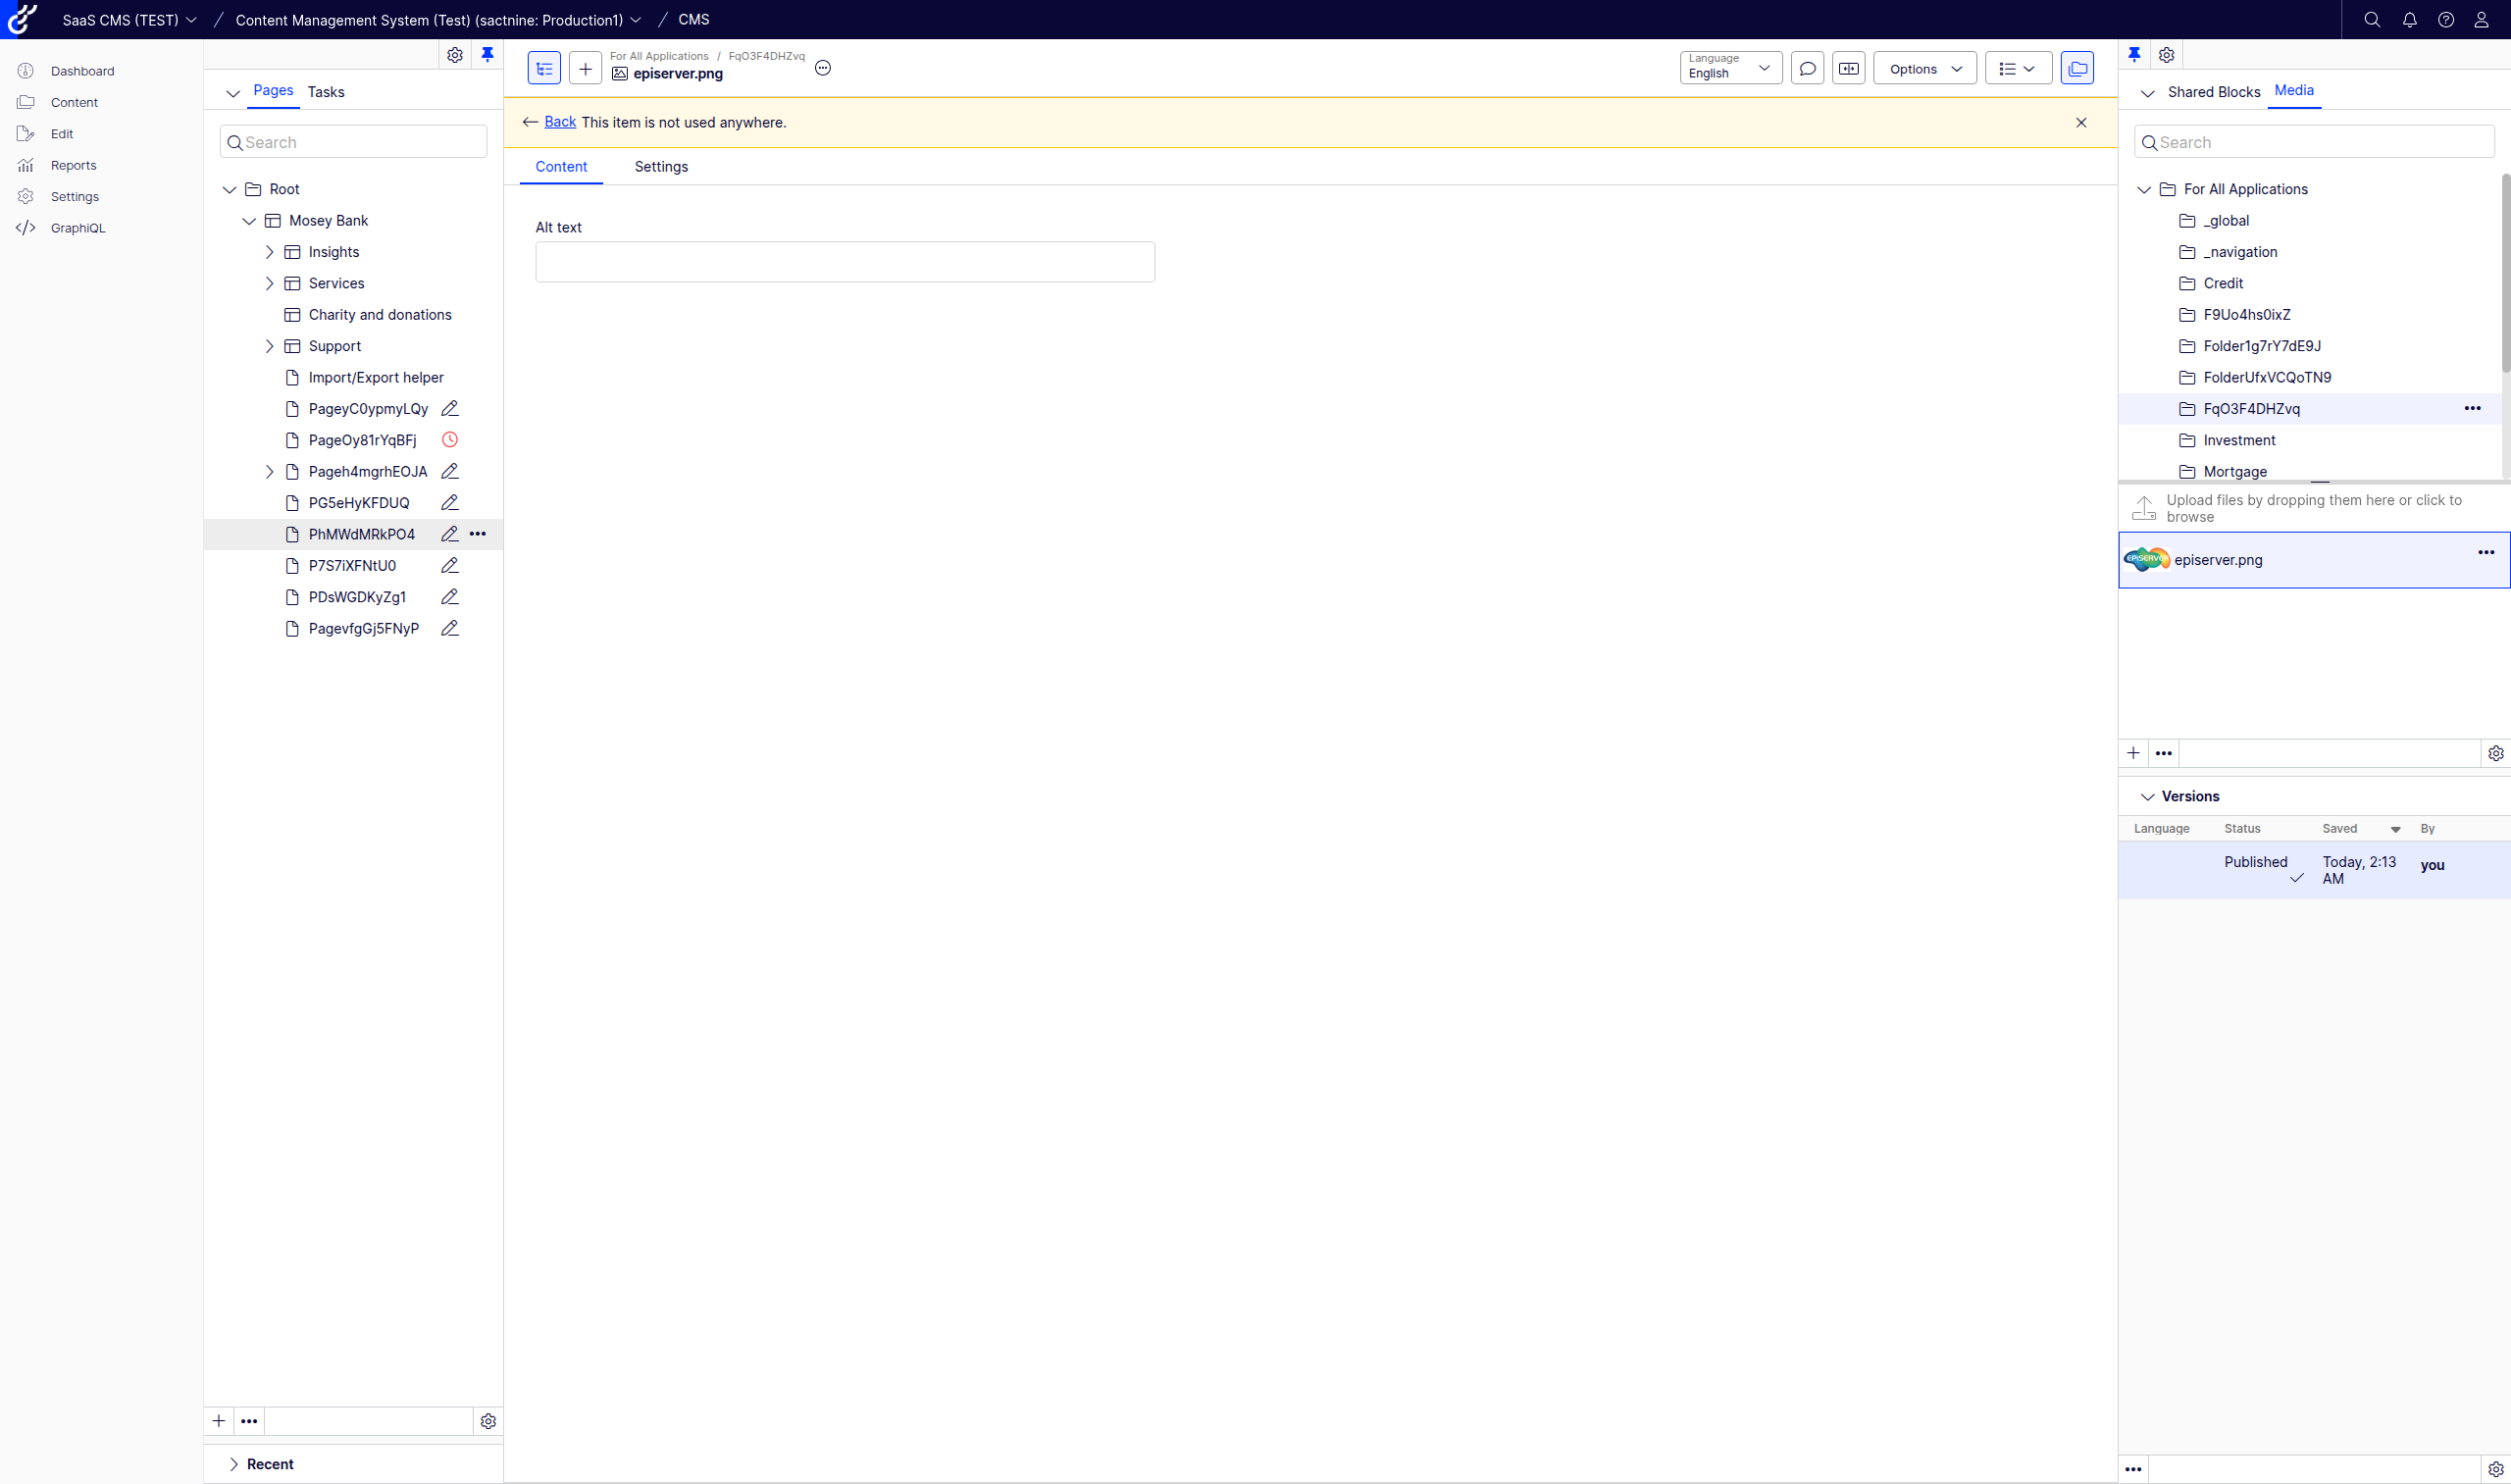 SaaS CMS (TEST) / Content Management System (Test) (sactnine: Production1) / CMS
Dashboard
Content
Edit
Reports
Settings
GraphiQL
Pages Tasks
Search
Root
Mosey Bank
Insights
Services
Charity and donations
Support
Import/Export helper
PageyC0ypmyLQy
PageOy81rYqBFj
Pageh4mgrhEOJA
PG5eHyKFDUQ
PhMWdMRkPO4
P7S7iXFNtU0
PDsWGDKyZg1
PagevfgGj5FNyP
Recent
For All Applications / FqO3F4DHZvq
episerver.png
Language
English
Options
Back This item is not used anywhere.
Content Settings
Alt text
Shared Blocks Media
Search
For All Applications
_global
_navigation
Credit
F9Uo4hs0ixZ
Folder1g7rY7dE9J
FolderUfxVCQoTN9
FqO3F4DHZvq
Investment
Mortgage
Upload files by dropping them here or click to
browse
EPISERVER
episerver.png
Versions
Language Status Saved By
Published Today, 2:13 you
AM